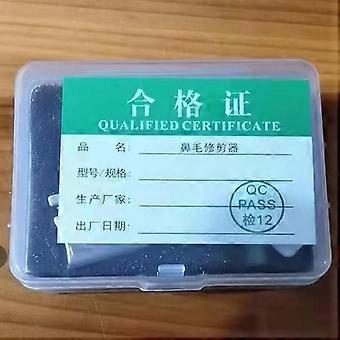 合格证
QUALIFIED CERTIFICATE
品 名: 鼻毛修剪器
型号/规格:
生产厂家:
出厂日期:
QC
PASS
检12